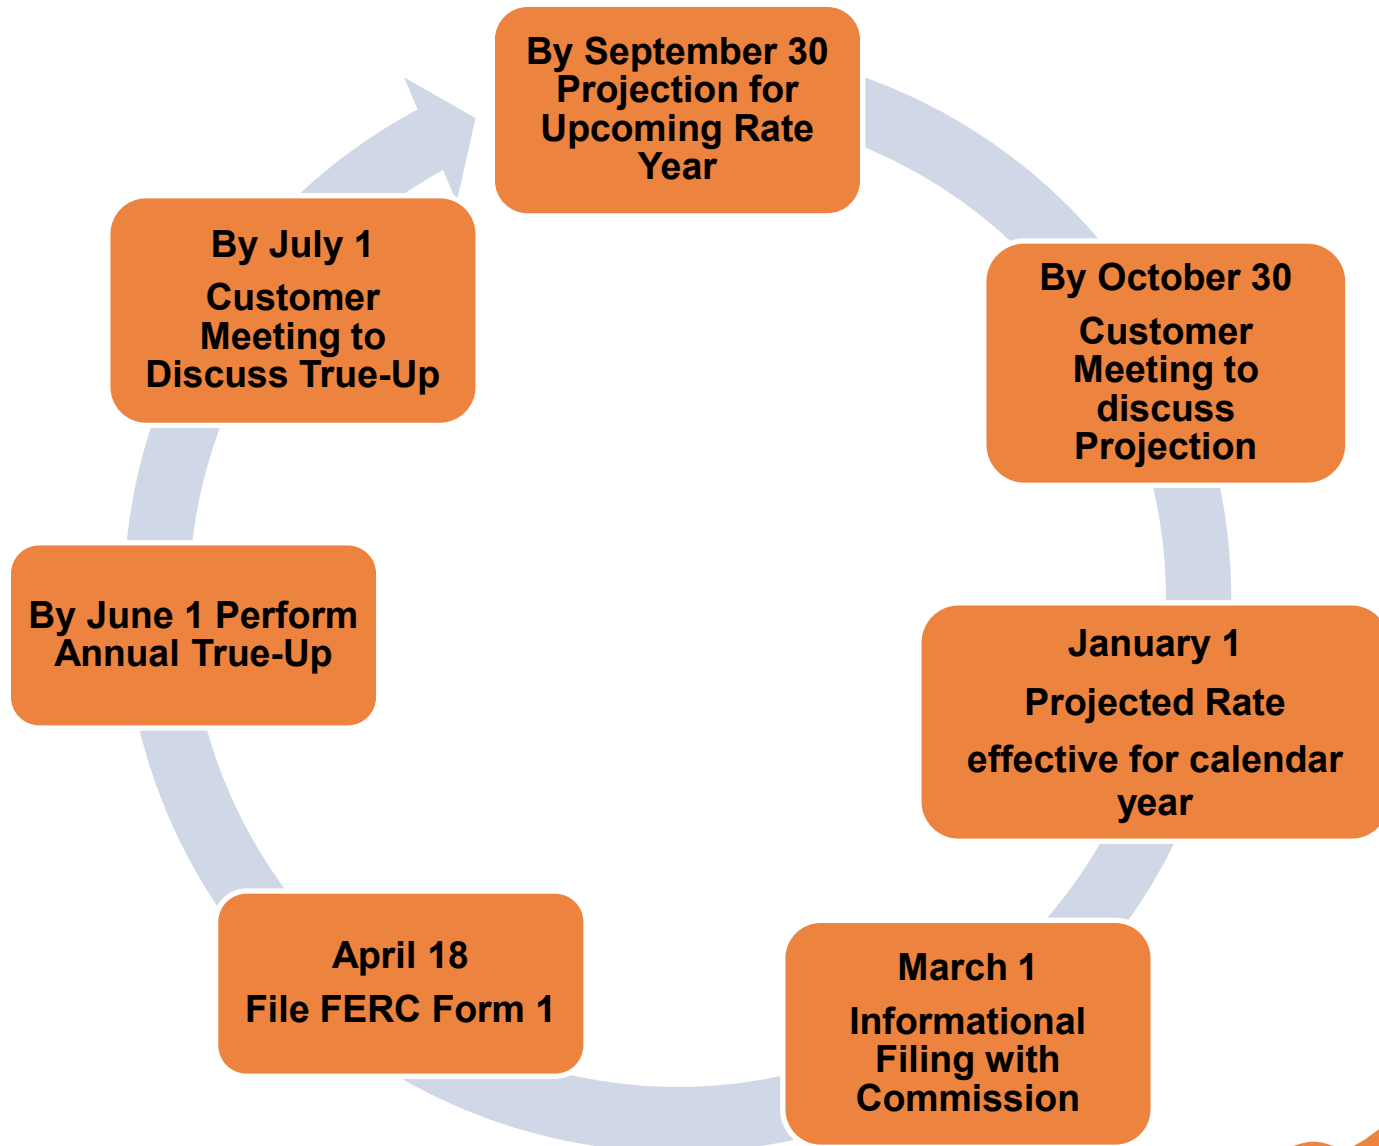 By September 30
Projection for
Upcoming Rate
Year
By October 30
Customer
Meeting to
discuss
Projection
January 1
Projected Rate
effective for calendar
year
March 1
Informational
Filing with
Commission
April 18
File FERC Form 1
By June 1 Perform
Annual True-Up
By July 1
Customer
Meeting to
Discuss True-Up